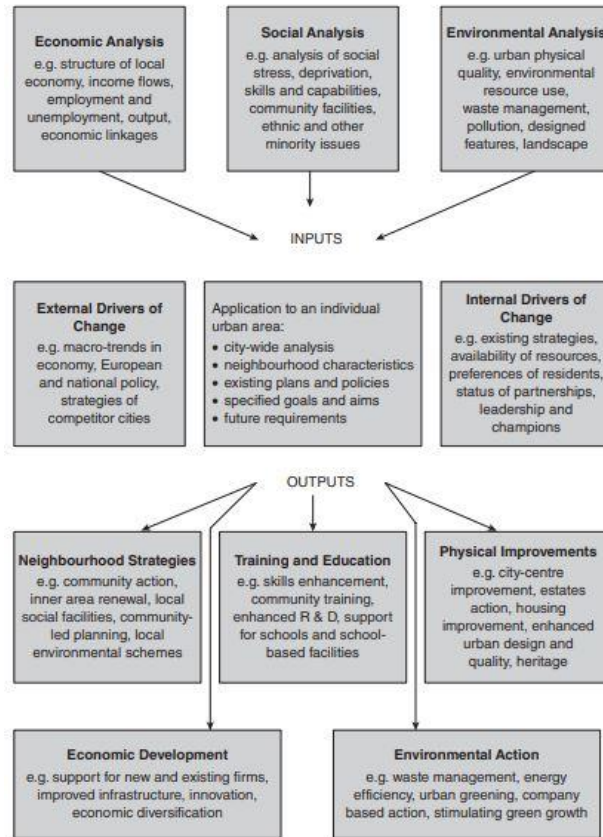 Economic Analysis
e.g. structure of local
economy, income flows,
employment and
unemployment, output,
economic linkages
Social Analysis
e.g. analysis of social
stress, deprivation,
skills and capabilities,
community facilities,
ethnic and other
minority issues
Environmental Analysis
e.g. urban physical
quality, environmental
resource use,
waste management,
pollution, designed
features, landscape
INPUTS
External Drivers of
Change
e.g. macro-trends in
economy, European
and national policy,
strategies of
competitor cities
Application to an individual
urban area:
• city-wide analysis
• neighbourhood characteristics
• existing plans and policies
• specified goals and aims
• future requirements
Internal Drivers of
Change
e.g. existing strategies,
availability of resources,
preferences of residents,
status of partnerships,
leadership and
champions
OUTPUTS
Neighbourhood Strategies
e.g. community action,
inner area renewal, local
social facilities, community-
led planning, local
environmental schemes
Training and Education
e.g. skills enhancement,
community training,
enhanced R & D, support
for schools and school-
based facilities
Physical Improvements
e.g. city-centre
improvement, estates
action, housing
improvement, enhanced
urban design and
quality, heritage
Economic Development
e.g. support for new and existing firms,
improved infrastructure, innovation,
economic diversification
Environmental Action
e.g. waste management, energy
efficiency, urban greening, company
based action, stimulating green growth